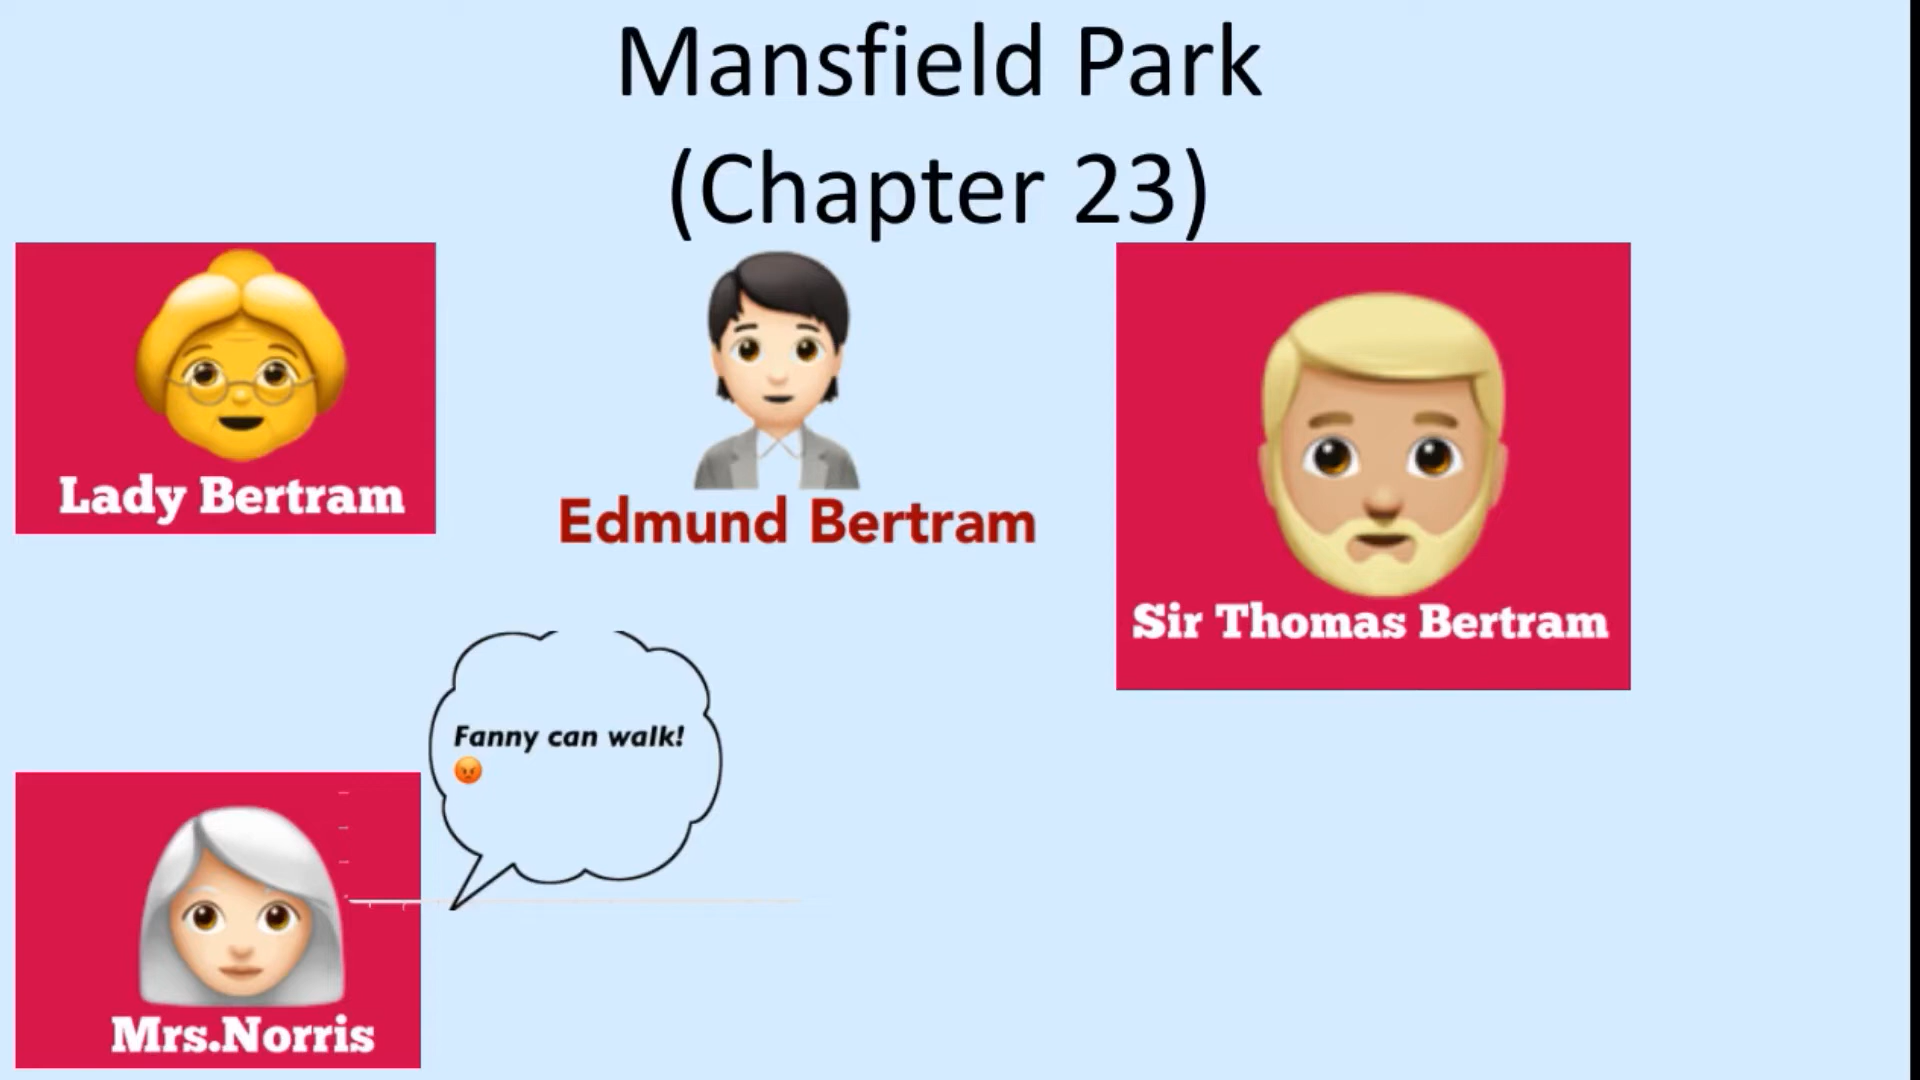 Mansfield Park
(Chapter 23)
Lady Bertram
Edmund Bertram
Sir Thomas Bertram
Fanny can walk!
😡
Mrs.Norris